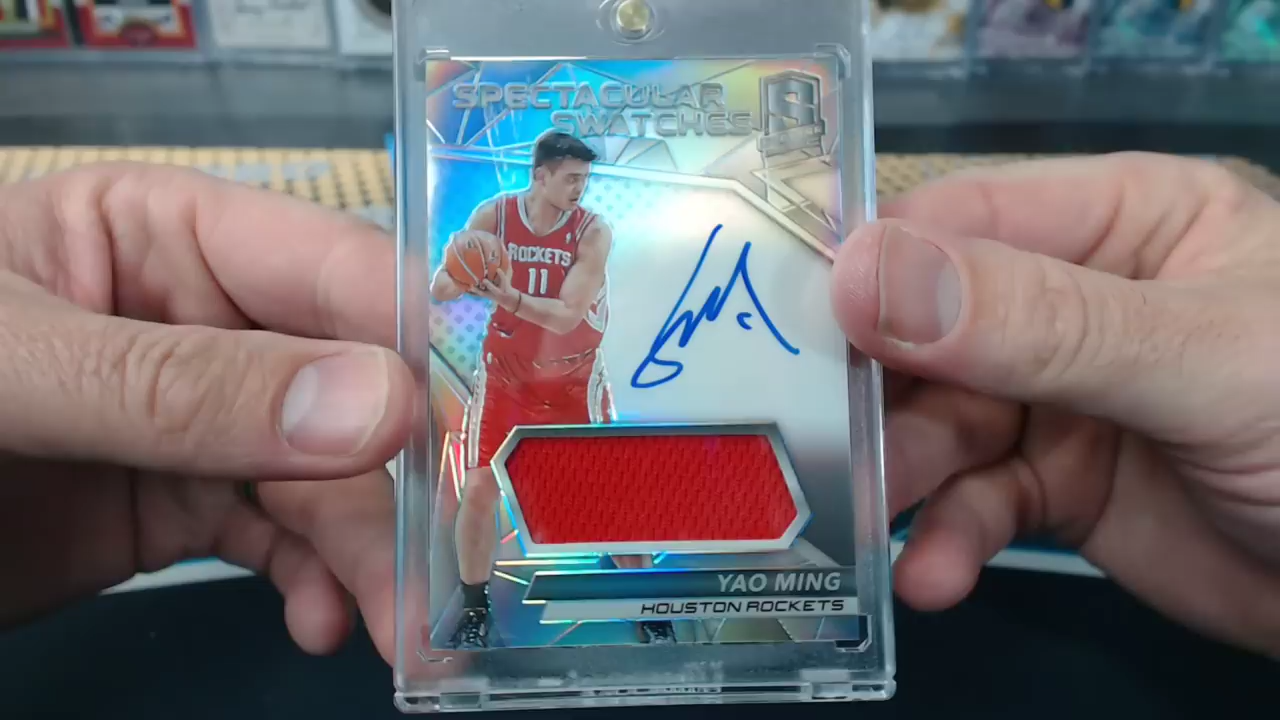 SPECTACULAR
SWATCHES
S
ROCKETS
11
YAO MING
HOUSTON ROCKETS